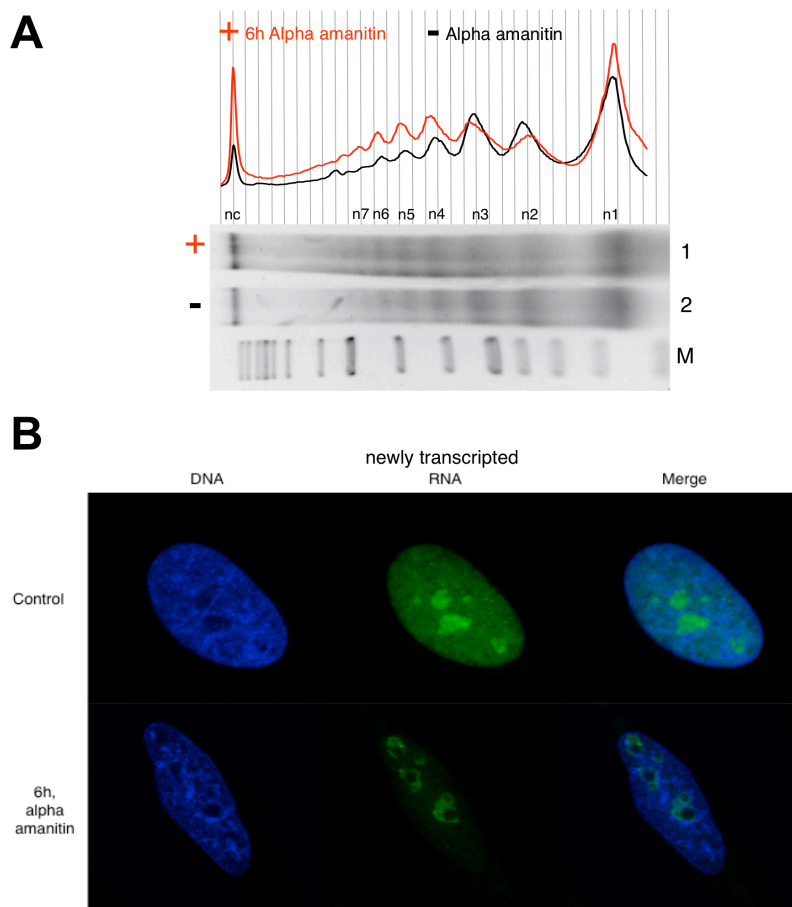 A
+ 6h Alpha amanitin - Alpha amanitin
nc n7 n6 n5 n4 n3 n2 n1
+ 1
- 2
M
B
newly transcripted
DNA RNA Merge
Control
6h,
alpha
amanitin